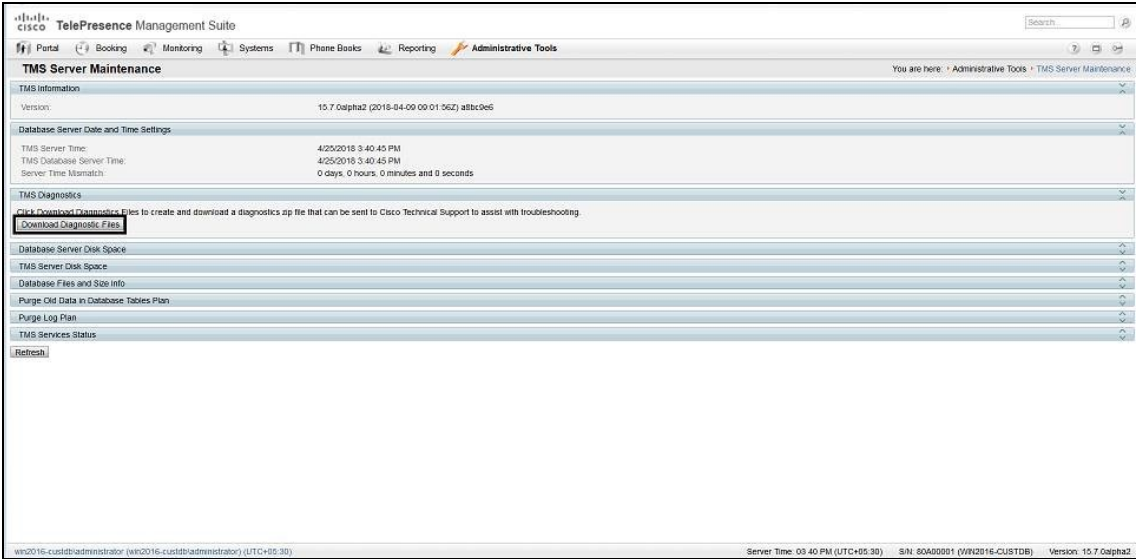 cisco TelePresence Management Suite
Search...
Portal Booking Monitoring Systems Phone Books Reporting Administrative Tools
TMS Server Maintenance
You are here: • Administrative Tools • TMS Server Maintenance
TMS Information
Version: 15.7.0alpha2 (2018-04-09 09:01:56Z) a8bc9e6
Database Server Date and Time Settings
TMS Server Time: 4/25/2018 3:40:45 PM
TMS Database Server Time: 4/25/2018 3:40:45 PM
Server Time Mismatch: 0 days, 0 hours, 0 minutes and 0 seconds
TMS Diagnostics
Click Download Diagnostics Files to create and download a diagnostics zip file that can be sent to Cisco Technical Support to assist with troubleshooting.
Download Diagnostic Files
Database Server Disk Space
TMS Server Disk Space
Database Files and Size Info
Purge Old Data in Database Tables Plan
Purge Log Plan
TMS Services Status
Refresh
win2016-custdb\administrator (win2016-custdb\administrator) (UTC+05:30)
Server Time: 03:40 PM (UTC+05:30) S/N: 80A00001 (WIN2016-CUSTDB) Version: 15.7.0alpha2